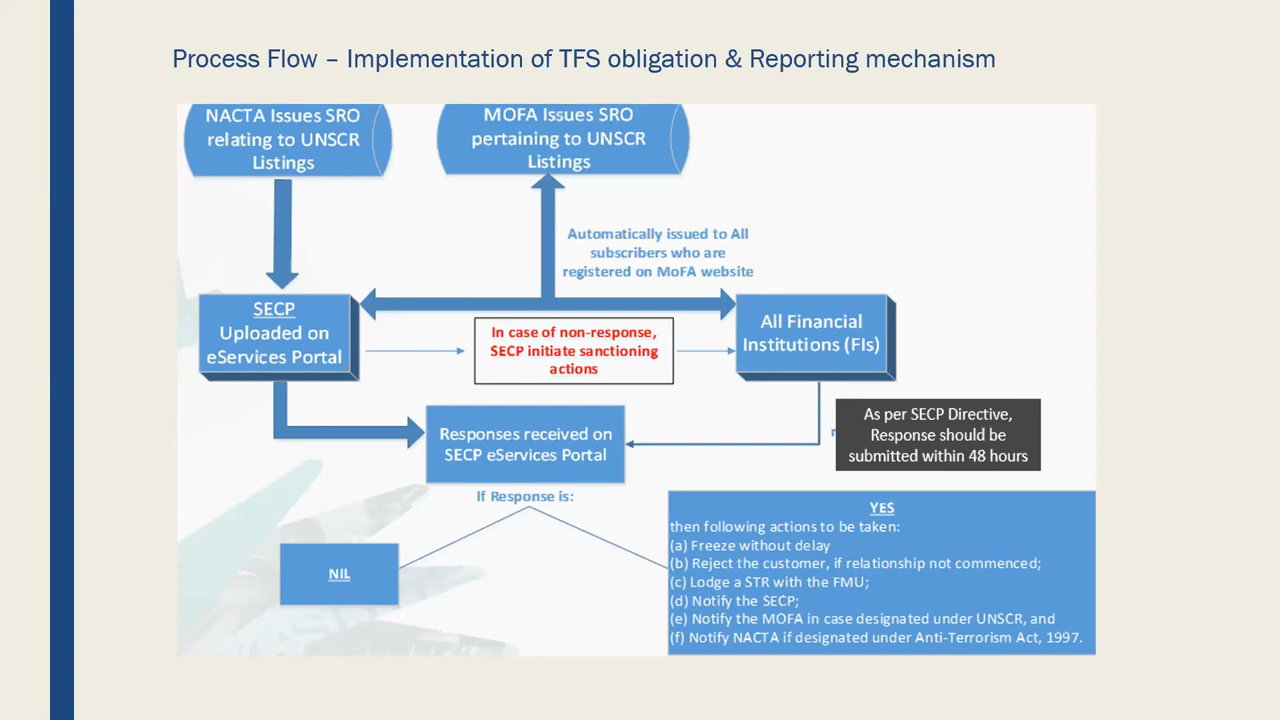 Process Flow – Implementation of TFS obligation & Reporting mechanism
NACTA Issues SRO
relating to UNSCR
Listings
MOFA Issues SRO
pertaining to UNSCR
Listings
Automatically issued to All
subscribers who are
registered on MoFA website
SECP
Uploaded on
eServices Portal
In case of non-response,
SECP initiate sanctioning
actions
All Financial
Institutions (FIs)
Responses received on
SECP eServices Portal
As per SECP Directive,
Response should be
submitted within 48 hours
If Response is:
NIL
YES
then following actions to be taken:
(a) Freeze without delay
(b) Reject the customer, if relationship not commenced;
(c) Lodge a STR with the FMU;
(d) Notify the SECP;
(e) Notify the MOFA in case designated under UNSCR, and
(f) Notify NACTA if designated under Anti-Terrorism Act, 1997.